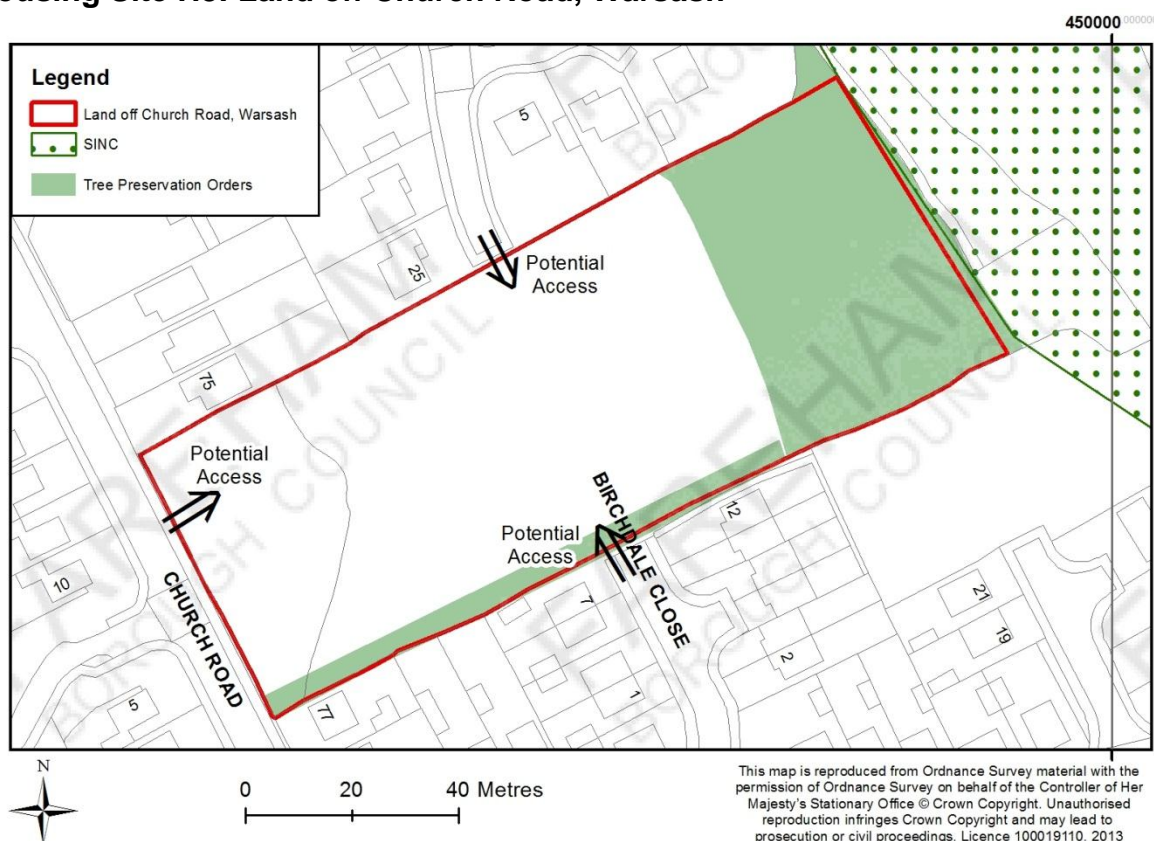 Land off Church Road, Warsash
450000
Legend
Land off Church Road, Warsash
SINC
Tree Preservation Orders
5
Potential
Access
25
75
Potential
Access
BIRCHDALE CLOSE
12
Potential
Access
10
CHURCH ROAD
7
21
19
2
5
77
1
FAREHAM
BOROUGH COUNCIL
N
0 20 40 Metres
This map is reproduced from Ordnance Survey material with the
permission of Ordnance Survey on behalf of the Controller of Her
Majesty's Stationary Office © Crown Copyright. Unauthorised
reproduction infringes Crown Copyright and may lead to
prosecution or civil proceedings. Licence 100019110. 2013